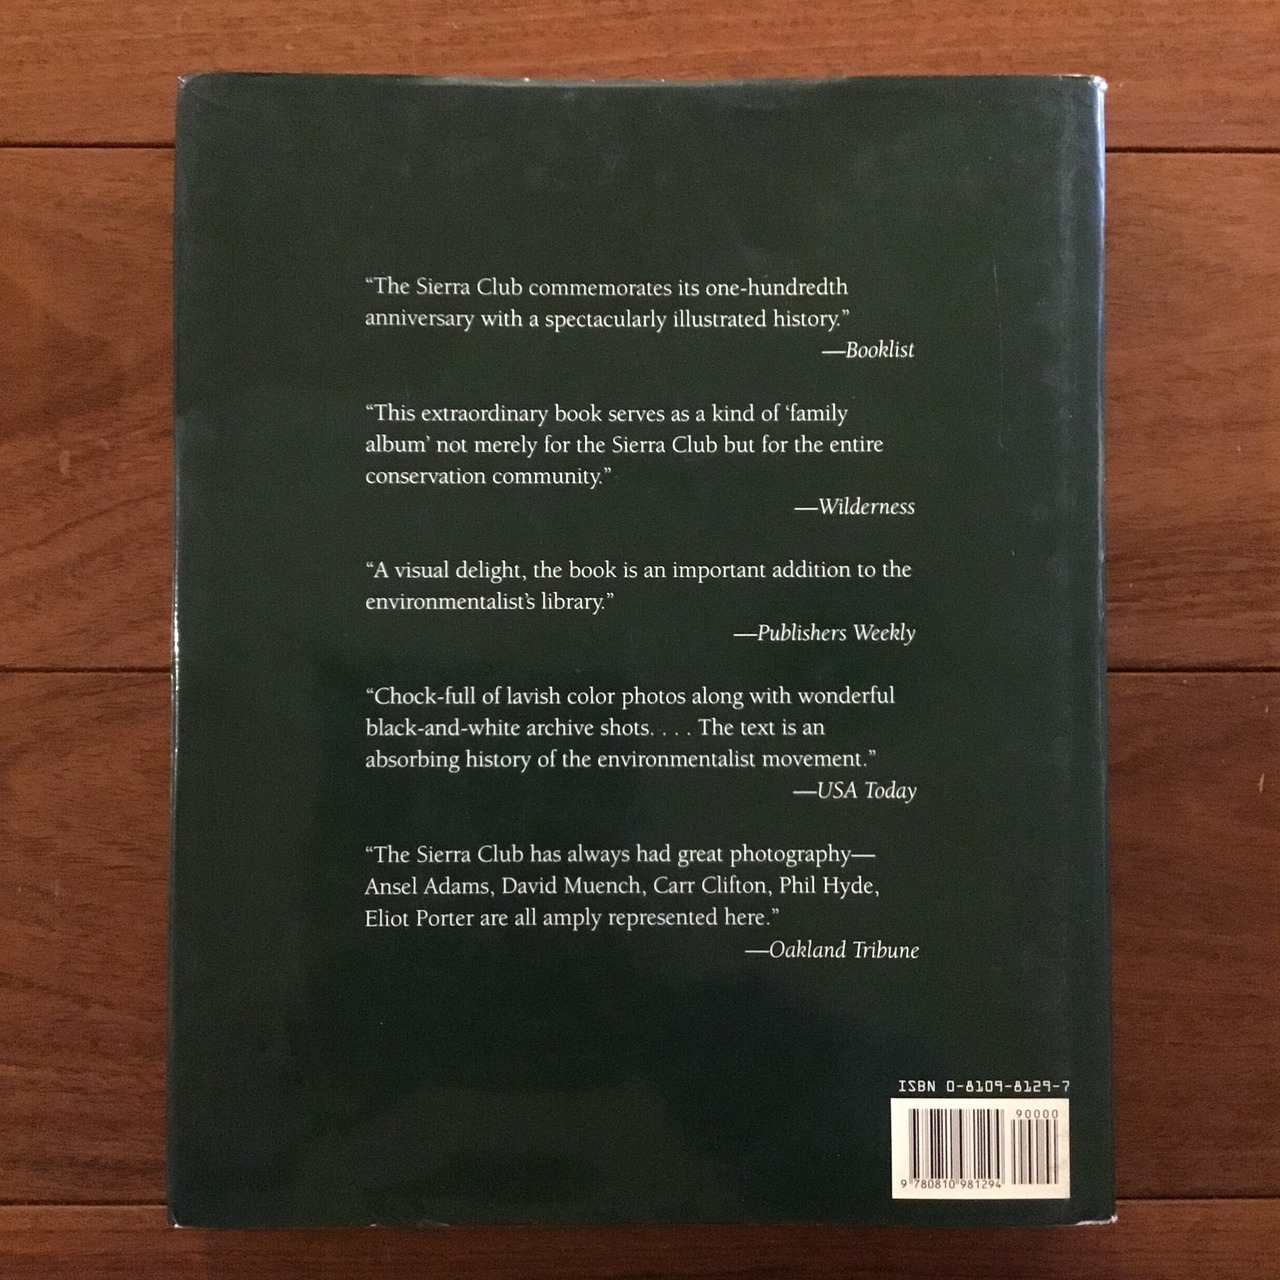 “The Sierra Club commemorates its one-hundredth
anniversary with a spectacularly illustrated history.”
—Booklist
“This extraordinary book serves as a kind of ‘family
album’ not merely for the Sierra Club but for the entire
conservation community.”
—Wilderness
“A visual delight, the book is an important addition to the
environmentalist’s library.”
—Publishers Weekly
“Chock-full of lavish color photos along with wonderful
black-and-white archive shots. . . . The text is an
absorbing history of the environmentalist movement.”
—USA Today
“The Sierra Club has always had great photography—
Ansel Adams, David Muench, Carr Clifton, Phil Hyde,
Eliot Porter are all amply represented here.”
—Oakland Tribune
ISBN 0-8109-8129-7
90000
9 780810 981294